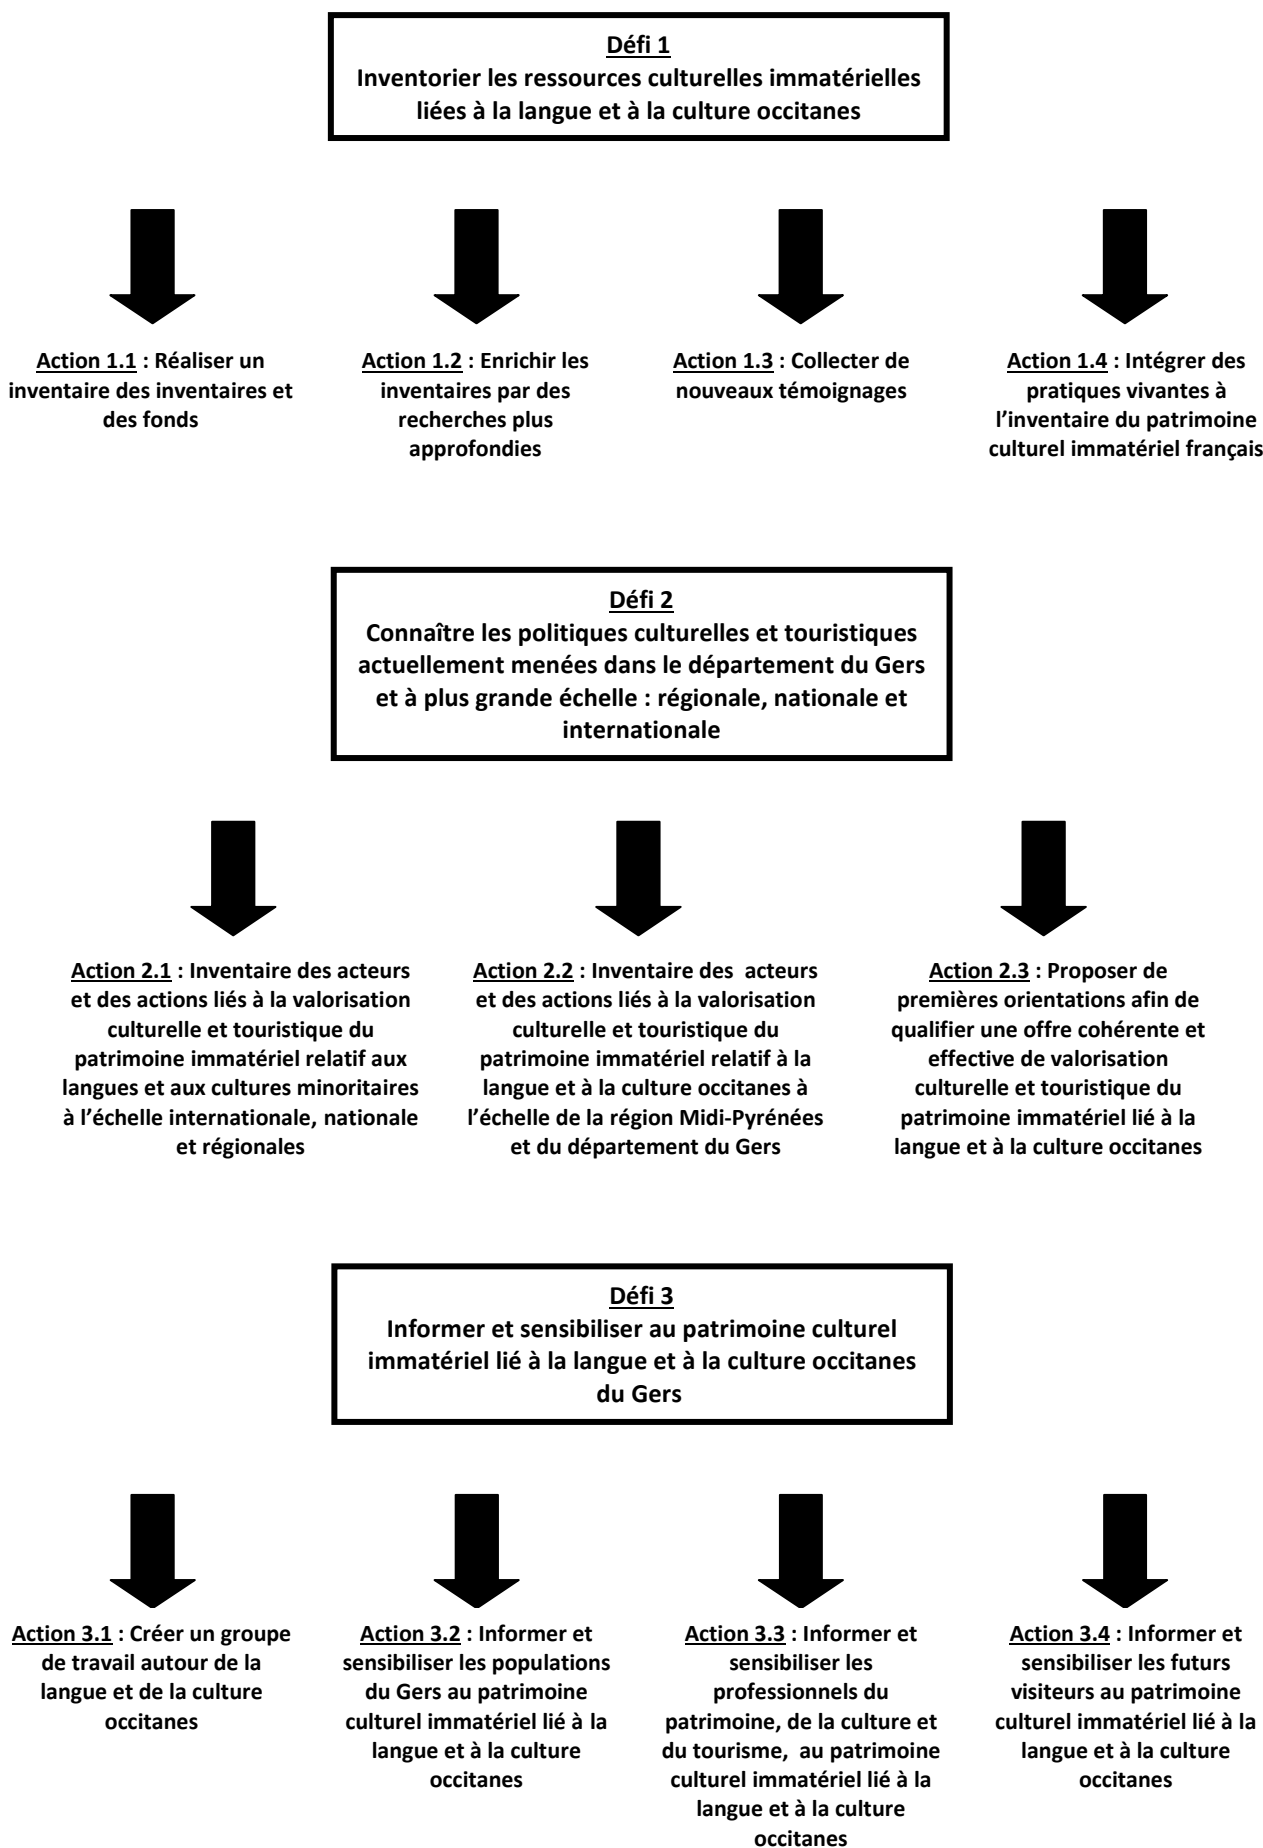 Défi 1
Inventorier les ressources culturelles immatérielles
liées à la langue et à la culture occitanes
Action 1.1 : Réaliser un
inventaire des inventaires et
des fonds
Action 1.2 : Enrichir les
inventaires par des
recherches plus
approfondies
Action 1.3 : Collecter de
nouveaux témoignages
Action 1.4 : Intégrer des
pratiques vivantes à
l’inventaire du patrimoine
culturel immatériel français
Défi 2
Connaître les politiques culturelles et touristiques
actuellement menées dans le département du Gers
et à plus grande échelle : régionale, nationale et
internationale
Action 2.1 : Inventaire des acteurs
et des actions liés à la valorisation
culturelle et touristique du
patrimoine immatériel relatif aux
langues et aux cultures minoritaires
à l’échelle internationale, nationale
et régionales
Action 2.2 : Inventaire des  acteurs
et des actions liés à la valorisation
culturelle et touristique du
patrimoine immatériel relatif à la
langue et à la culture occitanes à
l’échelle de la région Midi-Pyrénées
et du département du Gers
Action 2.3 : Proposer de
premières orientations afin de
qualifier une offre cohérente et
effective de valorisation
culturelle et touristique du
patrimoine immatériel lié à la
langue et à la culture occitanes
Défi 3
Informer et sensibiliser au patrimoine culturel
immatériel lié à la langue et à la culture occitanes
du Gers
Action 3.1 : Créer un groupe
de travail autour de la
langue et de la culture
occitanes
Action 3.2 : Informer et
sensibiliser les populations
du Gers au patrimoine
culturel immatériel lié à la
langue et à la culture
occitanes
Action 3.3 : Informer et
sensibiliser les
professionnels du
patrimoine, de la culture et
du tourisme,  au patrimoine
culturel immatériel lié à la
langue et à la culture
occitanes
Action 3.4 : Informer et
sensibiliser les futurs
visiteurs au patrimoine
culturel immatériel lié à la
langue et à la culture
occitanes